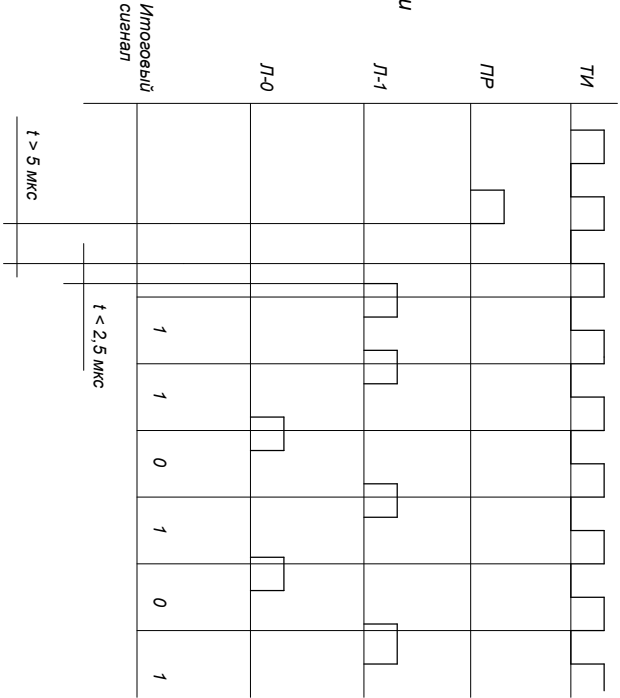 ТИ
ПР
и
Л-1
Л-0
Итоговый
сигнал
1 1 0 1 0 1
t < 2,5 мкс
t > 5 мкс